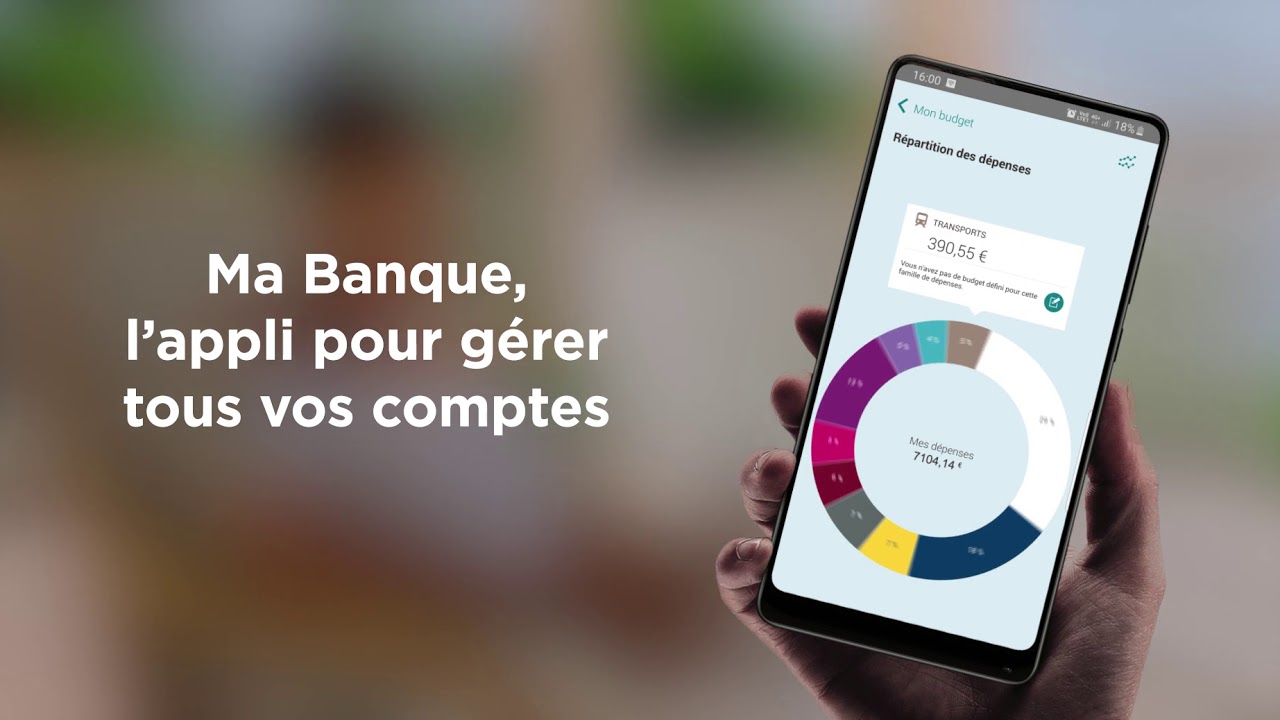 Ma Banque,
l’appli pour gérer
tous vos comptes
16:00
18%
Mon budget
Répartition des dépenses
TRANSPORTS
390,55 €
Vous n'avez pas de budget défini pour cette
famille de dépenses.
Mes dépenses
7104,14 €